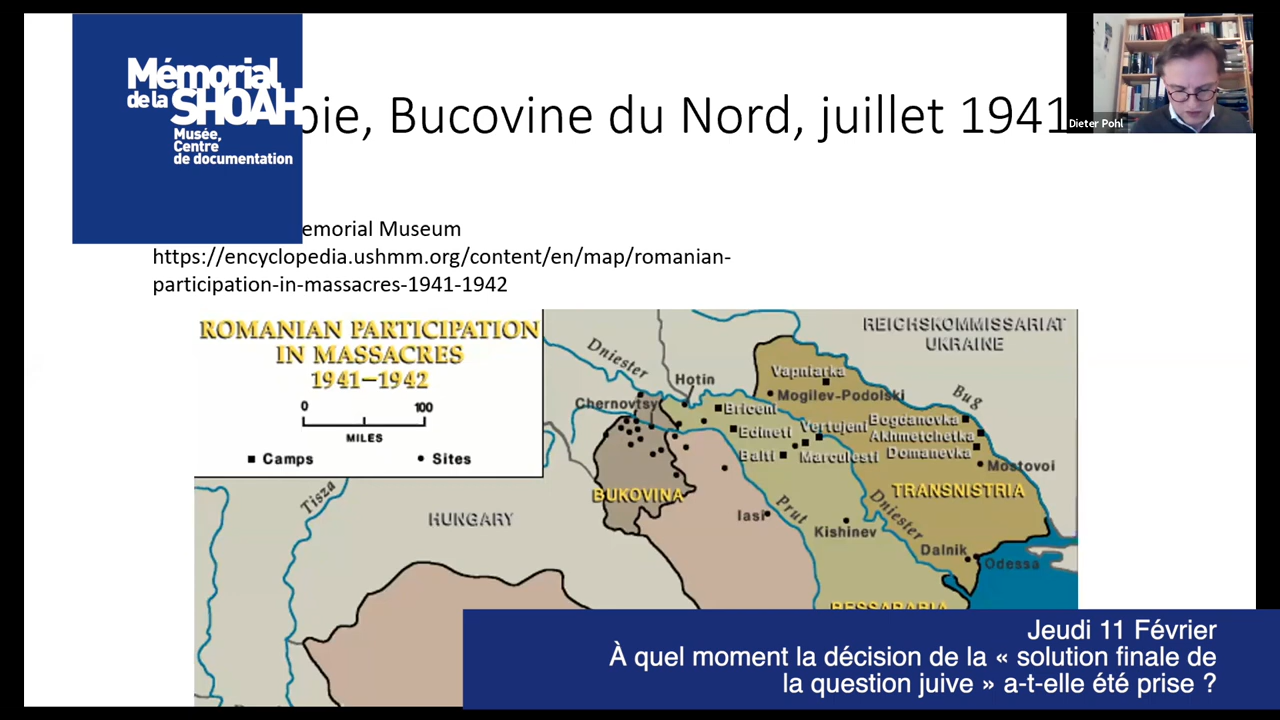 Mémorial
de la SHOAH
Musée,
Centre
de documentation
bie, Bucovine du Nord, juillet 1941
Dieter Pohl
emorial Museum
https://encyclopedia.ushmm.org/content/en/map/romanian-
participation-in-massacres-1941-1942
ROMANIAN PARTICIPATION
IN MASSACRES
1941–1942
0 100
MILES
Camps Sites
REICHSKOMMISSARIAT
UKRAINE
Dniester
Hotin
Vapniarka
Mogilev-Podolski
Bug
Chernovtsy
Briceni
Edineti
Vertujeni
Bogdanovka
Akhmetchetka
Domanevka
Balti
Marculesti
Mostovoi
Tisza
BUKOVINA
TRANSNISTRIA
HUNGARY
Iasi
Prut
Dniester
Kishinev
Dalnik
Odessa
BESSARABIA
Jeudi 11 Février
À quel moment la décision de la « solution finale de
la question juive » a-t-elle été prise ?